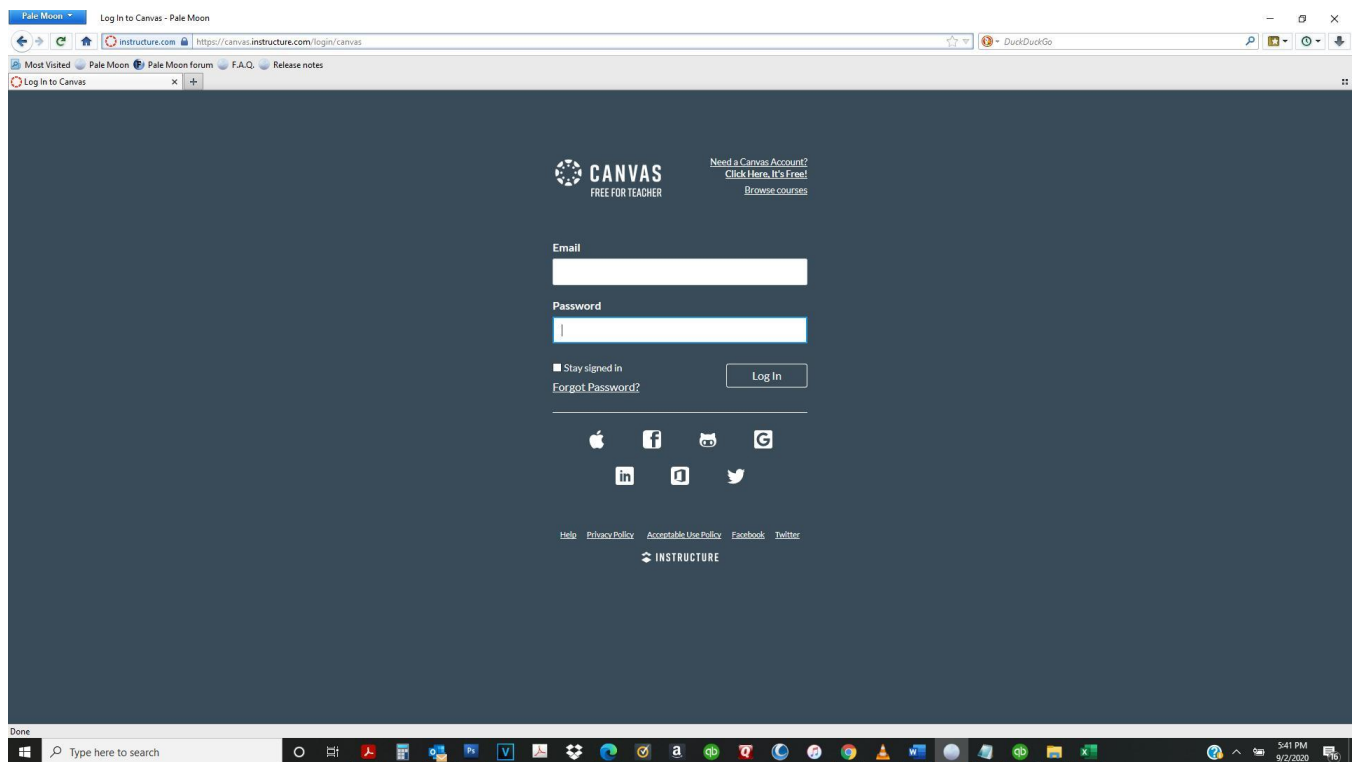 Pale Moon
Log In to Canvas - Pale Moon
instructure.com
https://canvas.instructure.com/login/canvas
DuckDuckGo
Most Visited Pale Moon Pale Moon forum F.A.Q. Release notes
Log In to Canvas
CANVAS
FREE FOR TEACHER
Need a Canvas Account?
Click Here, It's Free!
Browse courses
Email
Password
Stay signed in
Log In
Forgot Password?
Help Privacy Policy Acceptable Use Policy Facebook Twitter
INSTRUCTURE
Done
Type here to search
5:41 PM
9/2/2020
16